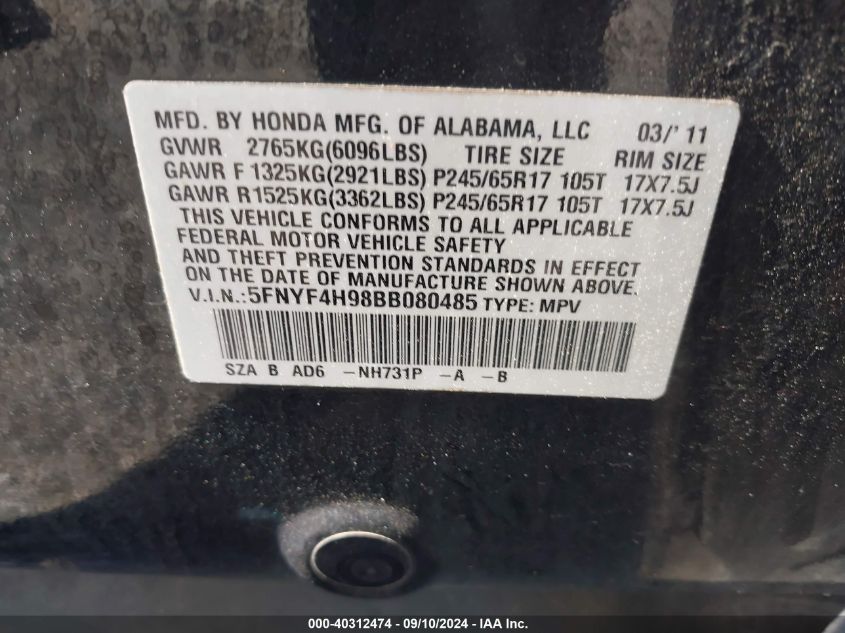 MFD. BY HONDA MFG. OF ALABAMA, LLC 03/' 11
GVWR 2765KG(6096LBS) TIRE SIZE RIM SIZE
GAWR F 1325KG(2921LBS) P245/65R17 105T 17X7.5J
GAWR R1525KG(3362LBS) P245/65R17 105T 17X7.5J
THIS VEHICLE CONFORMS TO ALL APPLICABLE
FEDERAL MOTOR VEHICLE SAFETY
AND THEFT PREVENTION STANDARDS IN EFFECT
ON THE DATE OF MANUFACTURE SHOWN ABOVE.
V.I.N.:5FNYF4H98BB080485 TYPE: MPV
SZA B AD6 -NH731P -A -B
000-40312474 - 09/10/2024 - IAA Inc.